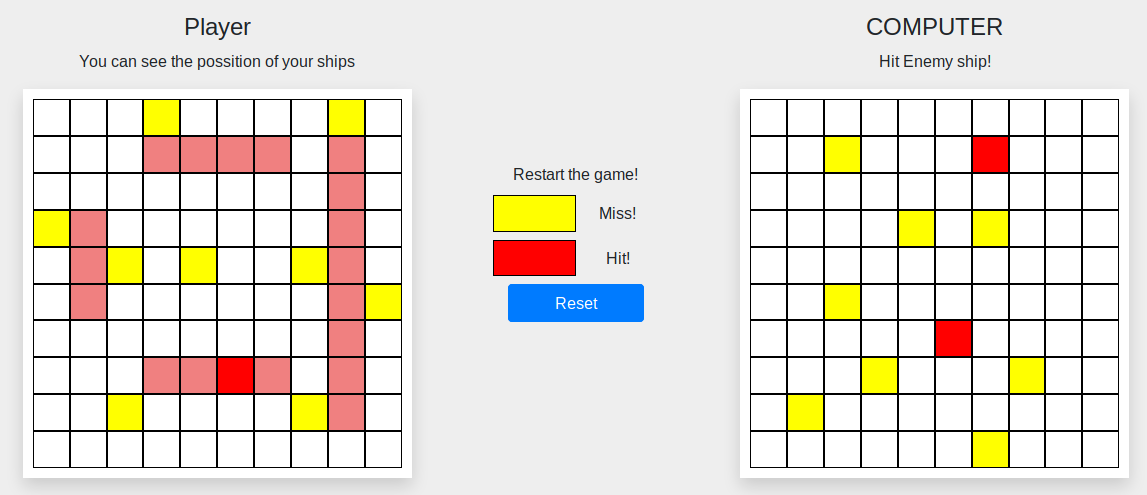 Player
You can see the possition of your ships
COMPUTER
Hit Enemy ship!
Restart the game!
Miss!
Hit!
Reset